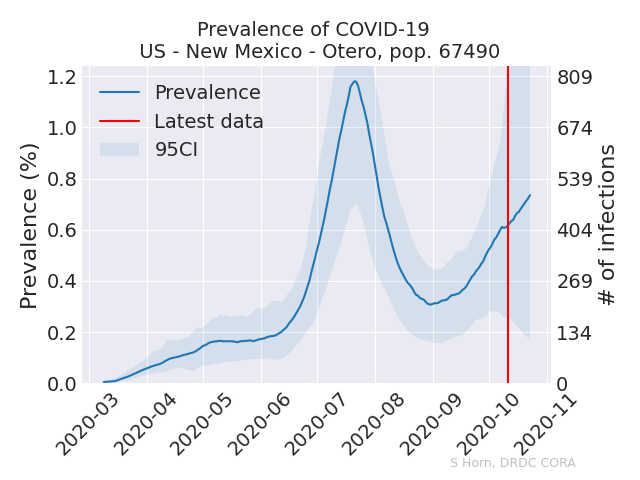 Prevalence of COVID-19
US - New Mexico - Otero, pop. 67490
Prevalence
Latest data
95CI
Prevalence (%)
1.2
1.0
0.8
0.6
0.4
0.2
0.0
809
674
539
404
269
134
0
# of infections
2020-03
2020-04
2020-05
2020-06
2020-07
2020-08
2020-09
2020-10
2020-11
S Horn, DRDC CORA